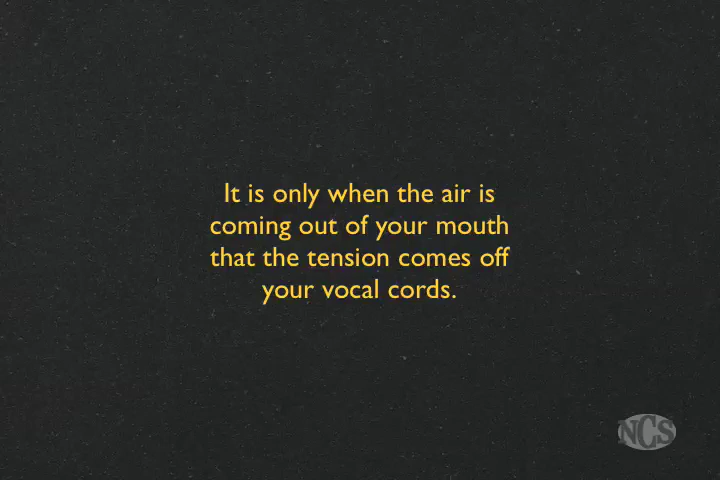 It is only when the air is
coming out of your mouth
that the tension comes off
your vocal cords.
NCS